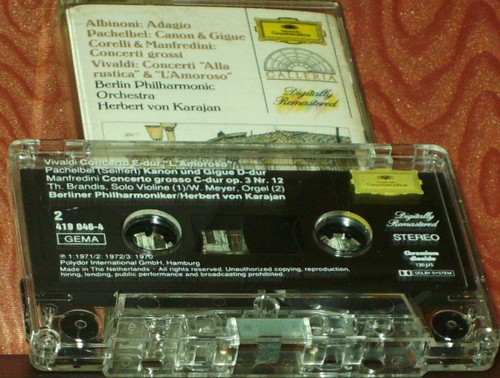 Albinoni: Adagio
Pachelbel: Canon & Gigue
Corelli & Manfredini:
Concerti grossi
Vivaldi: Concerti "Alla
rustica" & "L'Amoroso"
Berlin Philharmonic
Orchestra
Herbert von Karajan
GALLERIA
Digitally
Remastered
Vivaldi Concerto E-dur "L'Amoroso"
Pachelbel (Seiffert) Kanon und Gigue D-dur
Manfredini Concerto grosso C-dur op. 3 Nr. 12
Th. Brandis, Solo Violine (1)/W. Meyer, Orgel (2)
Berliner Philharmoniker/Herbert von Karajan
2
419 046-4
GEMA
Digitally
Remastered
STEREO
Chromium
dioxide
120 µs
DOLBY SYSTEM
℗ 1:1971/2: 1972/3: 1970
Polydor International GmbH, Hamburg
Made in The Netherlands - All rights reserved. Unauthorized copying, reproduction,
hiring, lending, public performance and broadcasting prohibited.